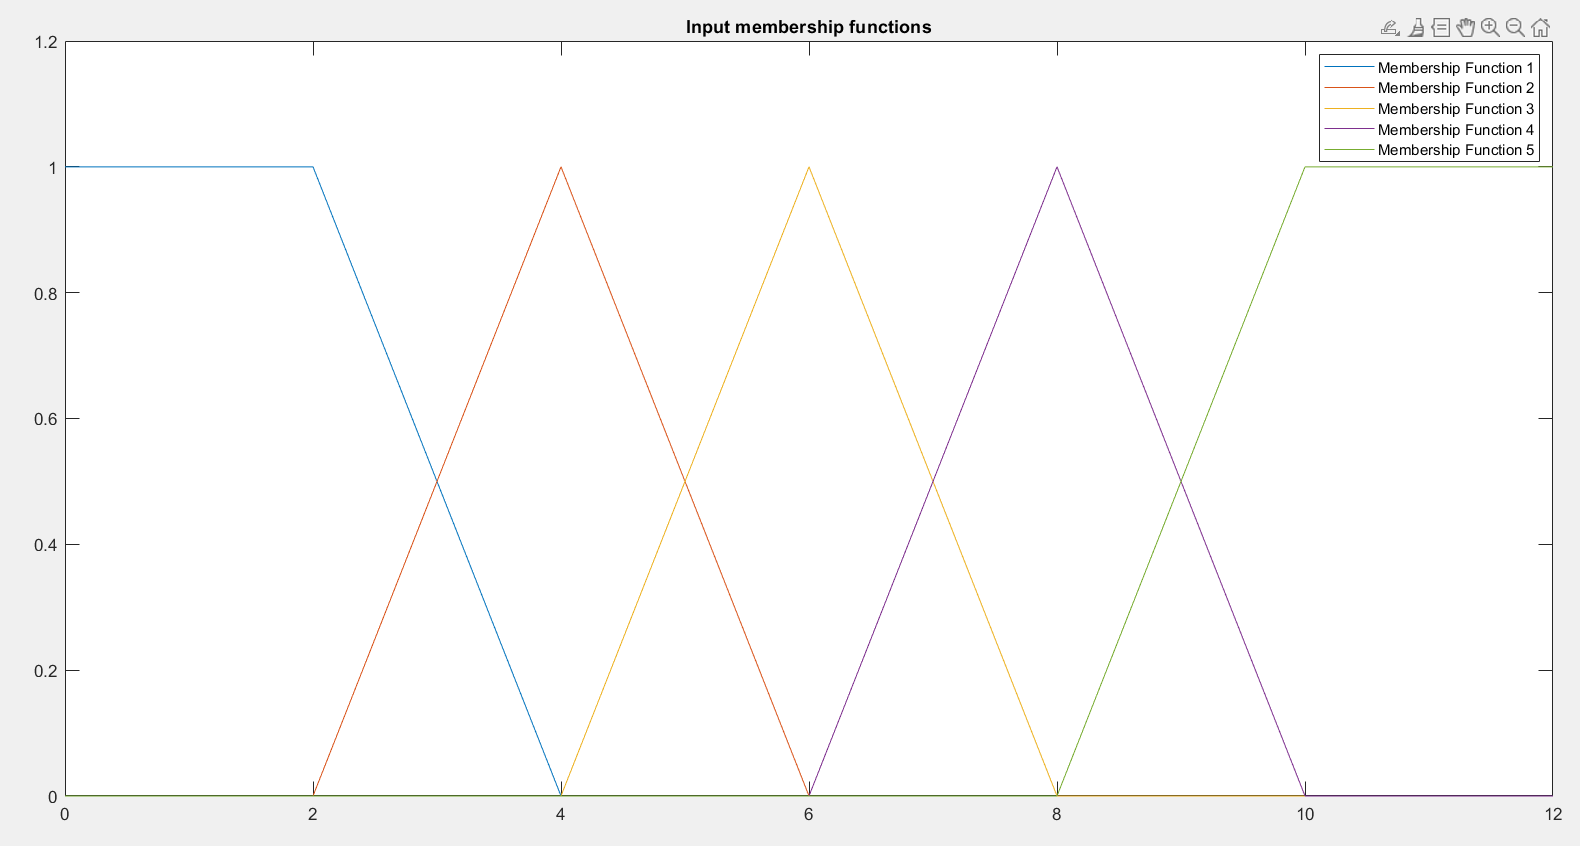 Input membership functions
1.2
Membership Function 1
Membership Function 2
Membership Function 3
Membership Function 4
Membership Function 5
1
0.8
0.6
0.4
0.2
0
0 2 4 6 8 10 12